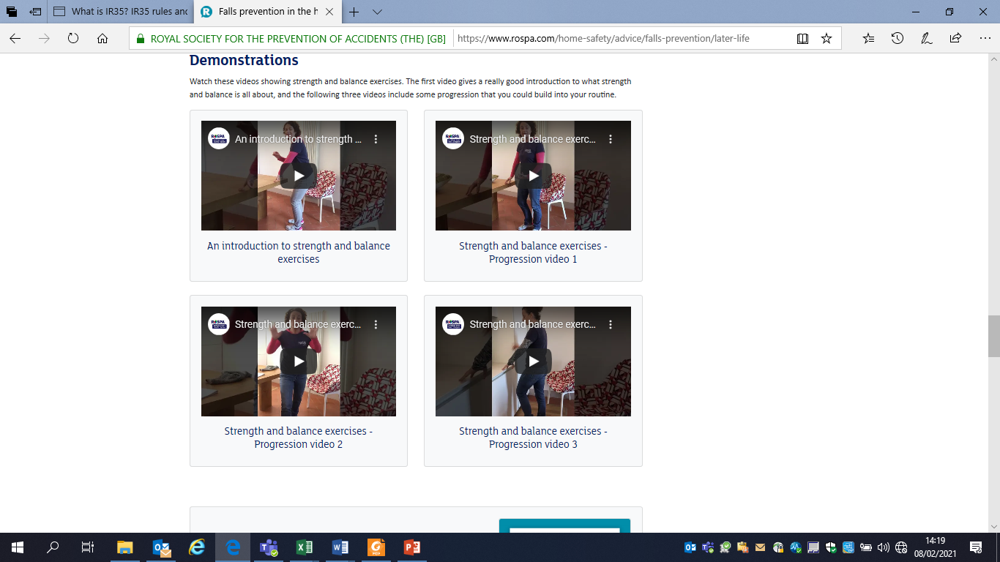 What is IR35? IR35 rules and
Falls prevention in the h
ROYAL SOCIETY FOR THE PREVENTION OF ACCIDENTS (THE) [GB]
https://www.rospa.com/home-safety/advice/falls-prevention/later-life
Demonstrations
Watch these videos showing strength and balance exercises. The first video gives a really good introduction to what strength
and balance is all about, and the following three videos include some progression that you could build into your routine.
RoSPA
An introduction to strength ...
RoSPA
Strength and balance exerc...
An introduction to strength and balance
exercises
Strength and balance exercises -
Progression video 1
RoSPA
Strength and balance exerc...
RoSPA
Strength and balance exerc...
Strength and balance exercises -
Progression video 2
Strength and balance exercises -
Progression video 3
PDF
14:19
08/02/2021